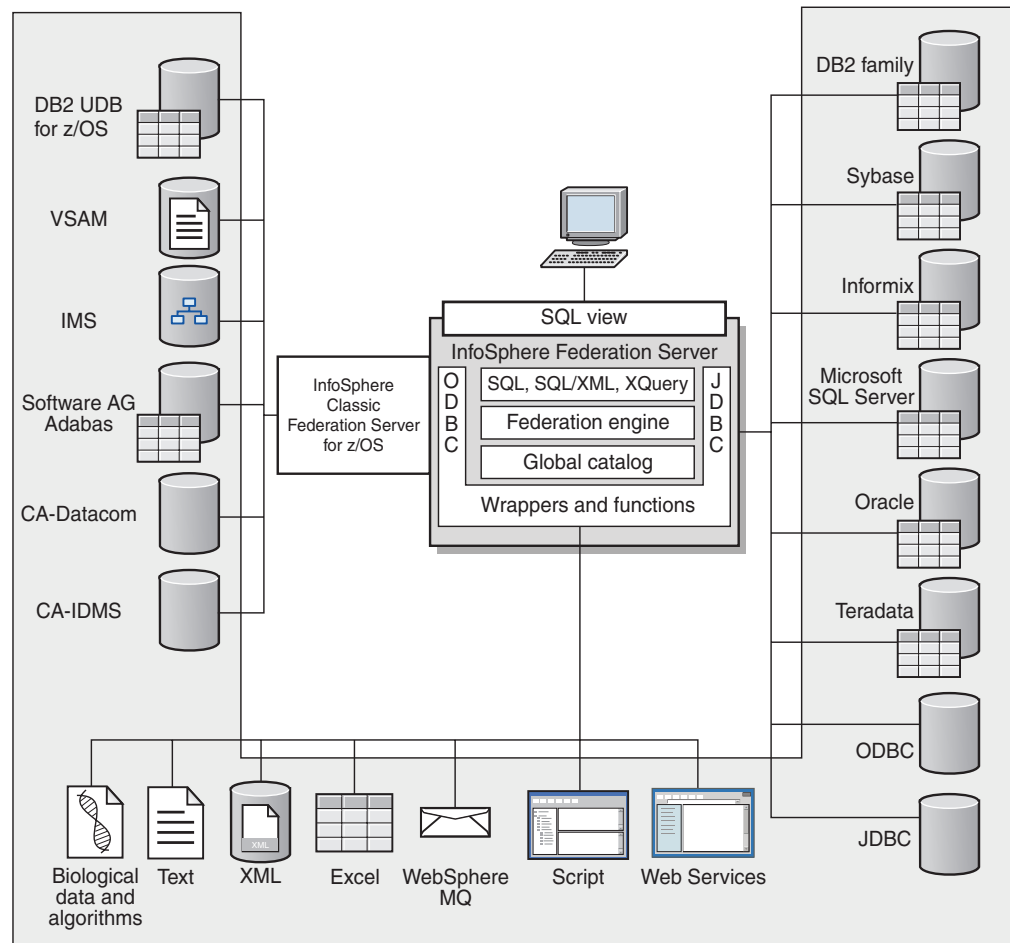 DB2 UDB
for z/OS
VSAM
IMS
Software AG
Adabas
CA-Datacom
CA-IDMS
InfoSphere
Classic
Federation Server
for z/OS
SQL view
InfoSphere Federation Server
ODBC
SQL, SQL/XML, XQuery
Federation engine
Global catalog
JDBC
Wrappers and functions
DB2 family
Sybase
Informix
Microsoft
SQL Server
Oracle
Teradata
ODBC
JDBC
Biological
data and
algorithms
Text
XML
XML
Excel
WebSphere
MQ
Script
Web Services